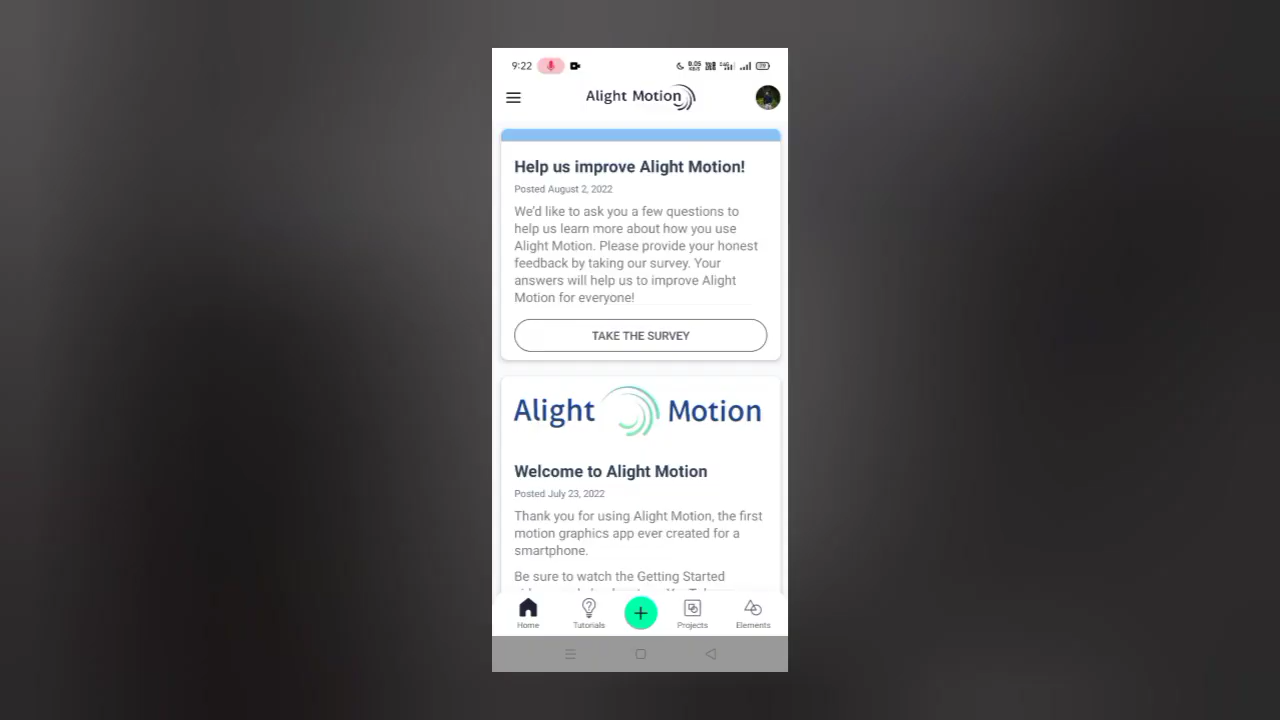 9:22
Alight Motion
Help us improve Alight Motion!
Posted August 2, 2022
We'd like to ask you a few questions to
help us learn more about how you use
Alight Motion. Please provide your honest
feedback by taking our survey. Your
answers will help us to improve Alight
Motion for everyone!
TAKE THE SURVEY
Alight Motion
Welcome to Alight Motion
Posted July 23, 2022
Thank you for using Alight Motion, the first
motion graphics app ever created for a
smartphone.
Be sure to watch the Getting Started
Home
Tutorials
Projects
Elements